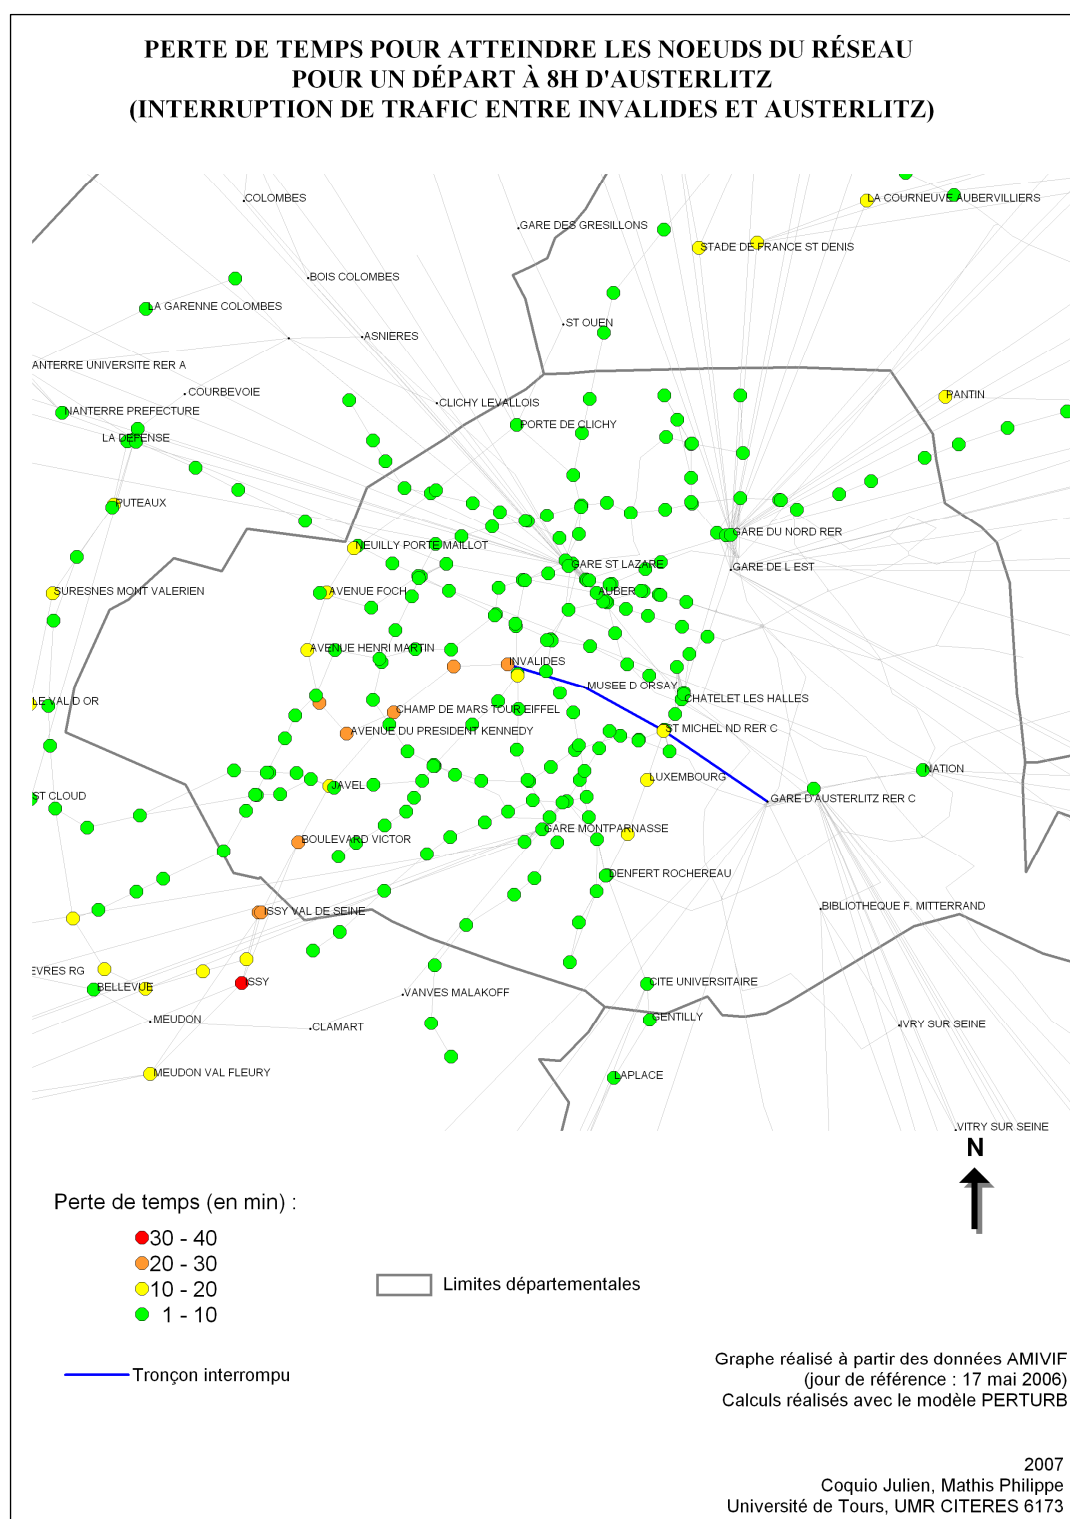 PERTE DE TEMPS POUR ATTEINDRE LES NOEUDS DU RÉSEAU
POUR UN DÉPART À 8H D'AUSTERLITZ
(INTERRUPTION DE TRAFIC ENTRE INVALIDES ET AUSTERLITZ)
COLOMBES
LA COURNEUVE AUBERVILLIERS
GARE DES GRESILLONS
STADE DE FRANCE ST DENIS
BOIS COLOMBES
LA GARENNE COLOMBES
ST OUEN
ASNIERES
ANTERRE UNIVERSITE RER A
COURBEVOIE
PANTIN
CLICHY LEVALLOIS
NANTERRE PREFECTURE
PORTE DE CLICHY
LA DEFENSE
PUTEAUX
GARE DU NORD RER
NEUILLY PORTE MAILLOT
GARE ST LAZARE
GARE DE L EST
SURESNES MONT VALERIEN
AVENUE FOCH
AUBER
AVENUE HENRI MARTIN
INVALIDES
MUSEE D ORSAY
LE VAL D OR
CHATELET LES HALLES
CHAMP DE MARS TOUR EIFFEL
AVENUE DU PRESIDENT KENNEDY
ST MICHEL ND RER C
NATION
LUXEMBOURG
JAVEL
ST CLOUD
GARE D'AUSTERLITZ RER C
GARE MONTPARNASSE
BOULEVARD VICTOR
DENFERT ROCHEREAU
BIBLIOTHEQUE F. MITTERRAND
ISSY VAL DE SEINE
EVRES RG
BELLEVUE
ISSY
CITE UNIVERSITAIRE
VANVES MALAKOFF
MEUDON
GENTILLY
CLAMART
IVRY SUR SEINE
MEUDON VAL FLEURY
LAPLACE
VITRY SUR SEINE
N
Perte de temps (en min) :
30 - 40
20 - 30
10 - 20
1 - 10
Limites départementales
Tronçon interrompu
Graphe réalisé à partir des données AMIVIF
(jour de référence : 17 mai 2006)
Calculs réalisés avec le modèle PERTURB
2007
Coquio Julien, Mathis Philippe
Université de Tours, UMR CITERES 6173